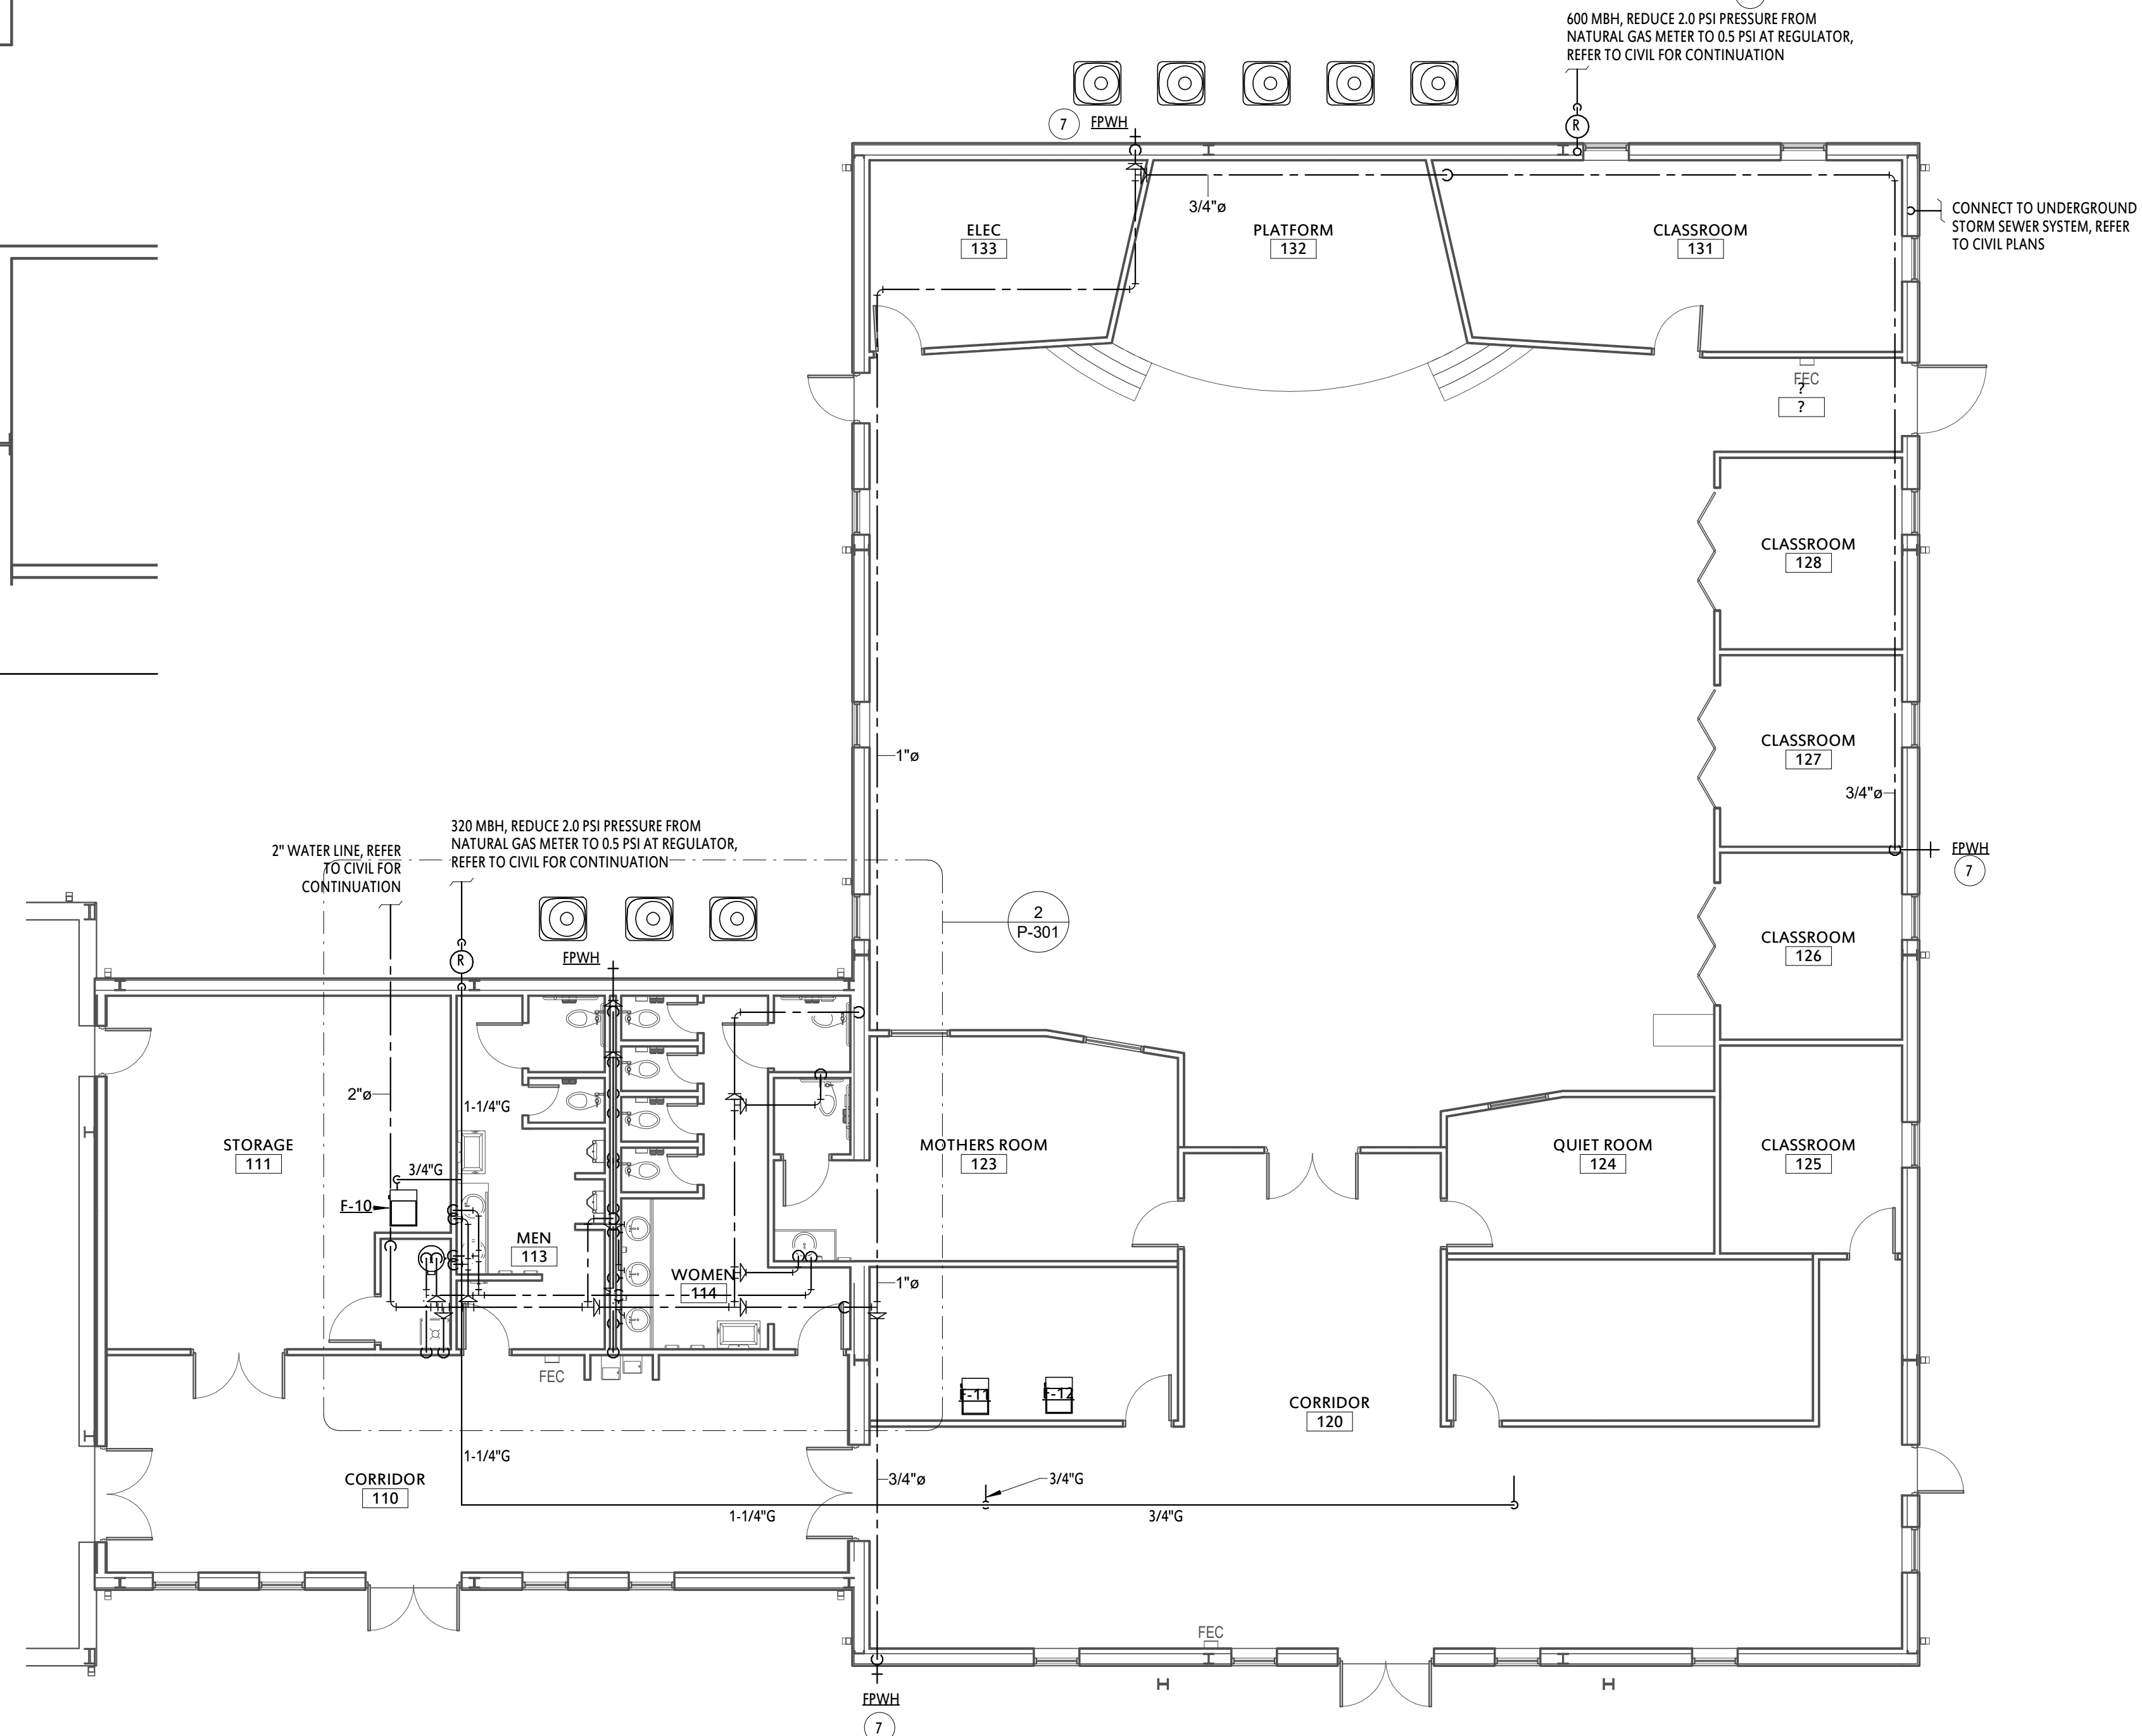 600 MBH, REDUCE 2.0 PSI PRESSURE FROM
NATURAL GAS METER TO 0.5 PSI AT REGULATOR,
REFER TO CIVIL FOR CONTINUATION
7
FPWH
R
3/4"ø
ELEC
133
PLATFORM
132
CLASSROOM
131
CONNECT TO UNDERGROUND
STORM SEWER SYSTEM, REFER
TO CIVIL PLANS
FEC
?
?
CLASSROOM
128
1"ø
CLASSROOM
127
3/4"ø
FPWH
7
2" WATER LINE, REFER
TO CIVIL FOR
CONTINUATION
320 MBH, REDUCE 2.0 PSI PRESSURE FROM
NATURAL GAS METER TO 0.5 PSI AT REGULATOR,
REFER TO CIVIL FOR CONTINUATION
2
P-301
CLASSROOM
126
R
FPWH
2"ø
1-1/4"G
STORAGE
111
3/4"G
F-10
MEN
113
WOMEN
114
MOTHERS ROOM
123
QUIET ROOM
124
CLASSROOM
125
1"ø
FEC
F-11
F-12
CORRIDOR
120
1-1/4"G
CORRIDOR
110
3/4"ø
3/4"G
1-1/4"G
3/4"G
FEC
FPWH
7